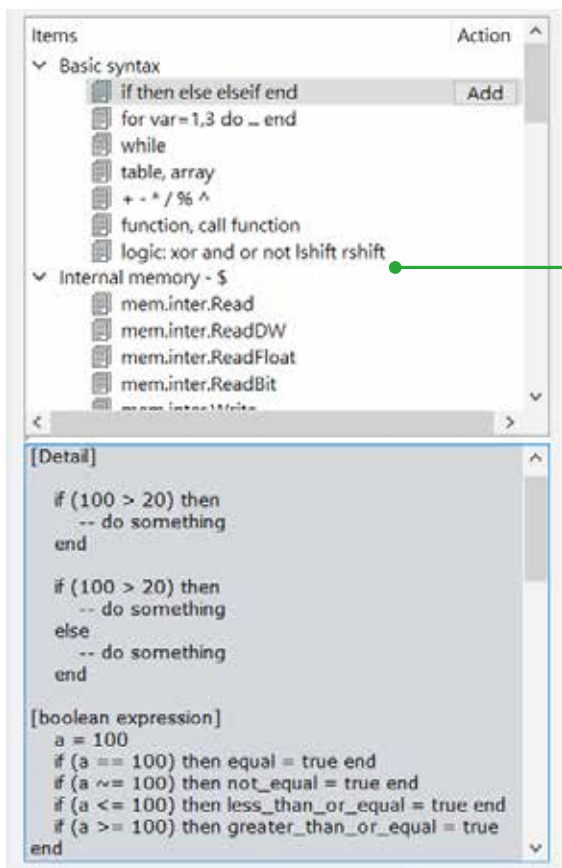 Items Action
Basic syntax
if then else elseif end Add
for var=1,3 do ... end
while
table, array
+ - * / % ^
function, call function
logic: xor and or not lshift rshift
Internal memory - $
mem.inter.Read
mem.inter.ReadDW
mem.inter.ReadFloat
mem.inter.ReadBit
mem.inter.Write
[Detail]
if (100 > 20) then
-- do something
end
if (100 > 20) then
-- do something
else
-- do something
end
[boolean expression]
a = 100
if (a == 100) then equal = true end
if (a ~= 100) then not_equal = true end
if (a <= 100) then less_than_or_equal = true end
if (a >= 100) then greater_than_or_equal = true
end